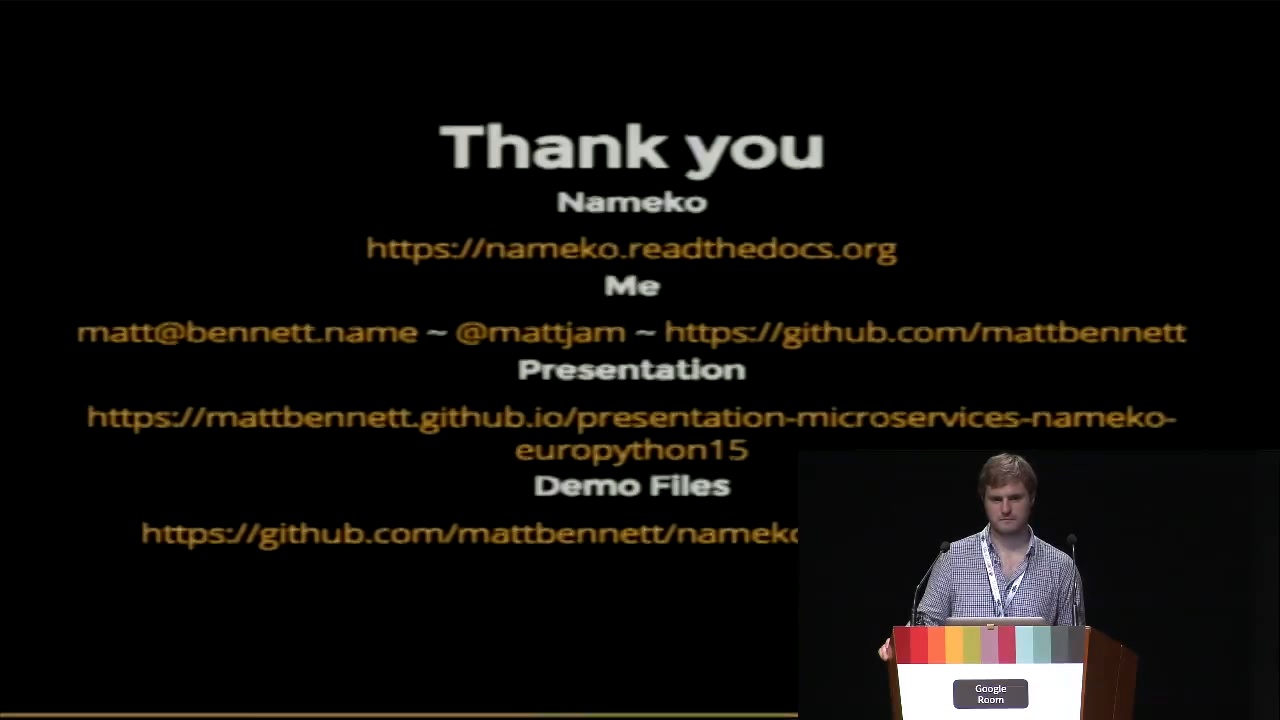 Thank you
Nameko
https://nameko.readthedocs.org
Me
matt@bennett.name ~ @mattjam ~ https://github.com/mattbennett
Presentation
https://mattbennett.github.io/presentation-microservices-nameko-
europython15
Demo Files
https://github.com/mattbennett/nameko
Google
Room